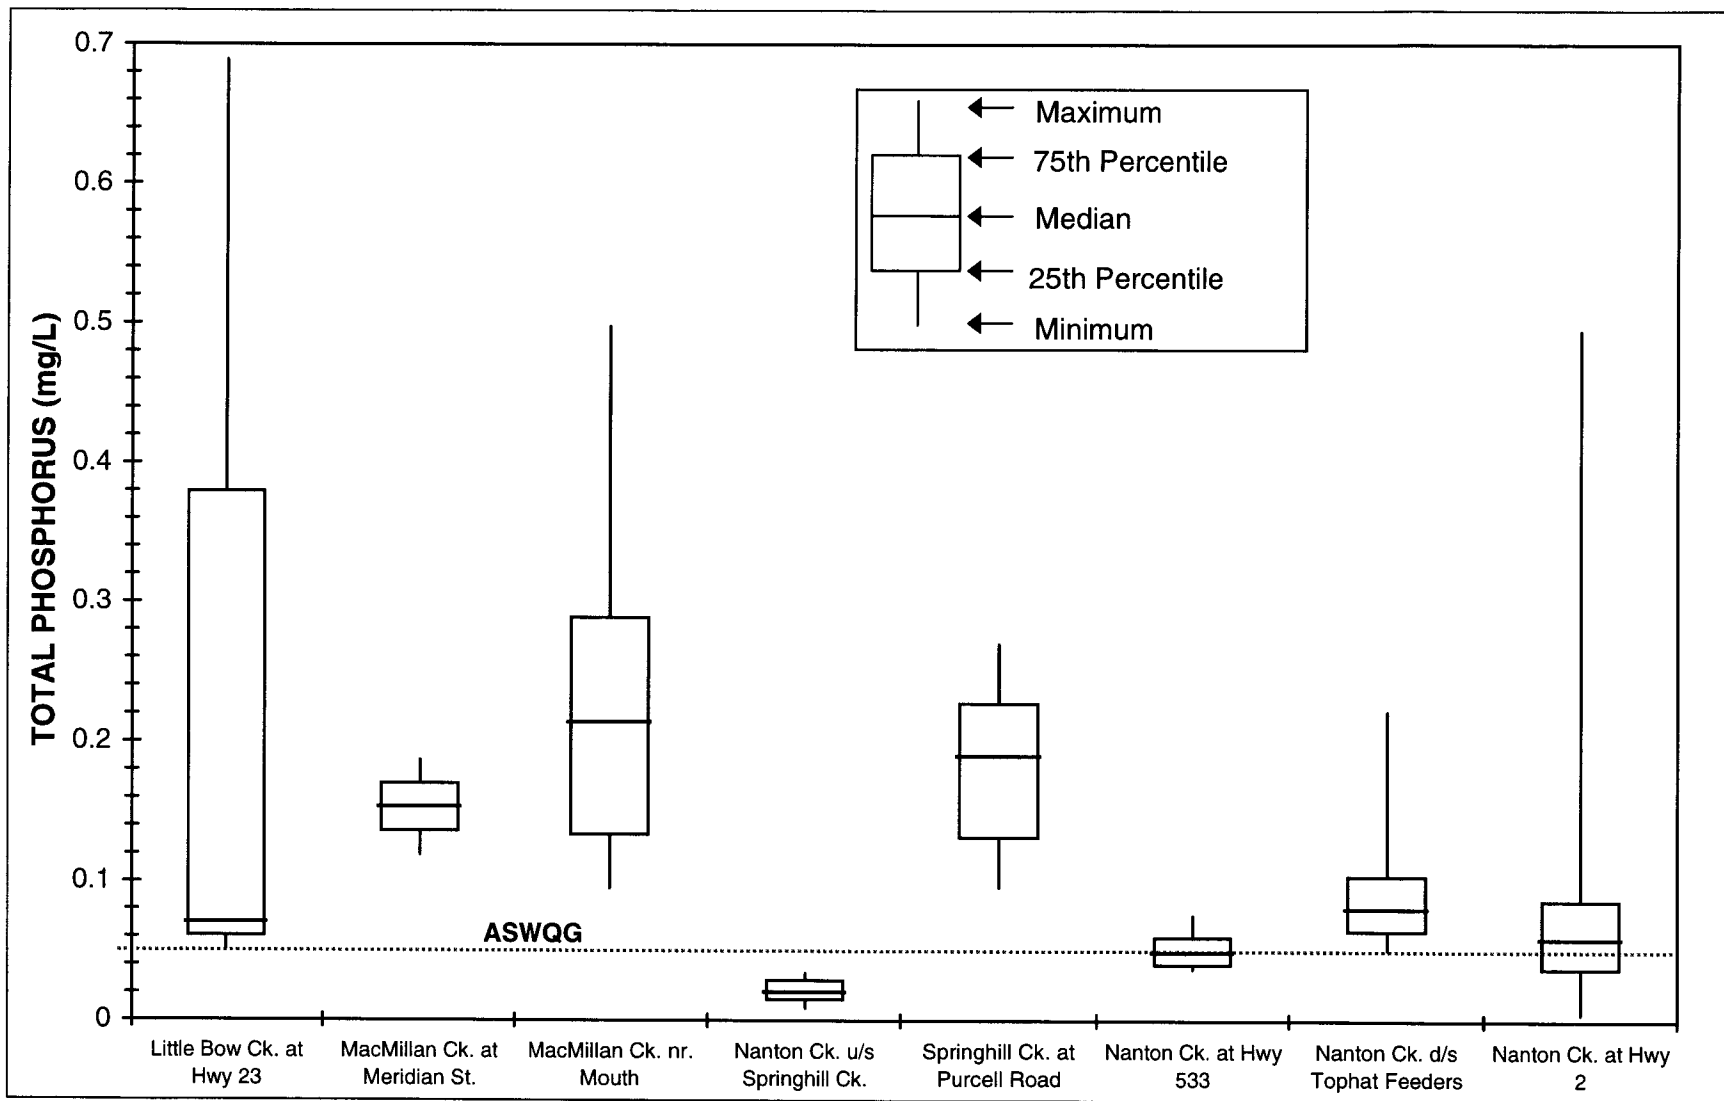 TOTAL PHOSPHORUS (mg/L)
0.7
0.6
0.5
0.4
0.3
0.2
0.1
0
Maximum
75th Percentile
Median
25th Percentile
Minimum
ASWQG
Little Bow Ck. at
Hwy 23
MacMillan Ck. at
Meridian St.
MacMillan Ck. nr.
Mouth
Nanton Ck. u/s
Springhill Ck.
Springhill Ck. at
Purcell Road
Nanton Ck. at Hwy
533
Nanton Ck. d/s
Tophat Feeders
Nanton Ck. at Hwy
2